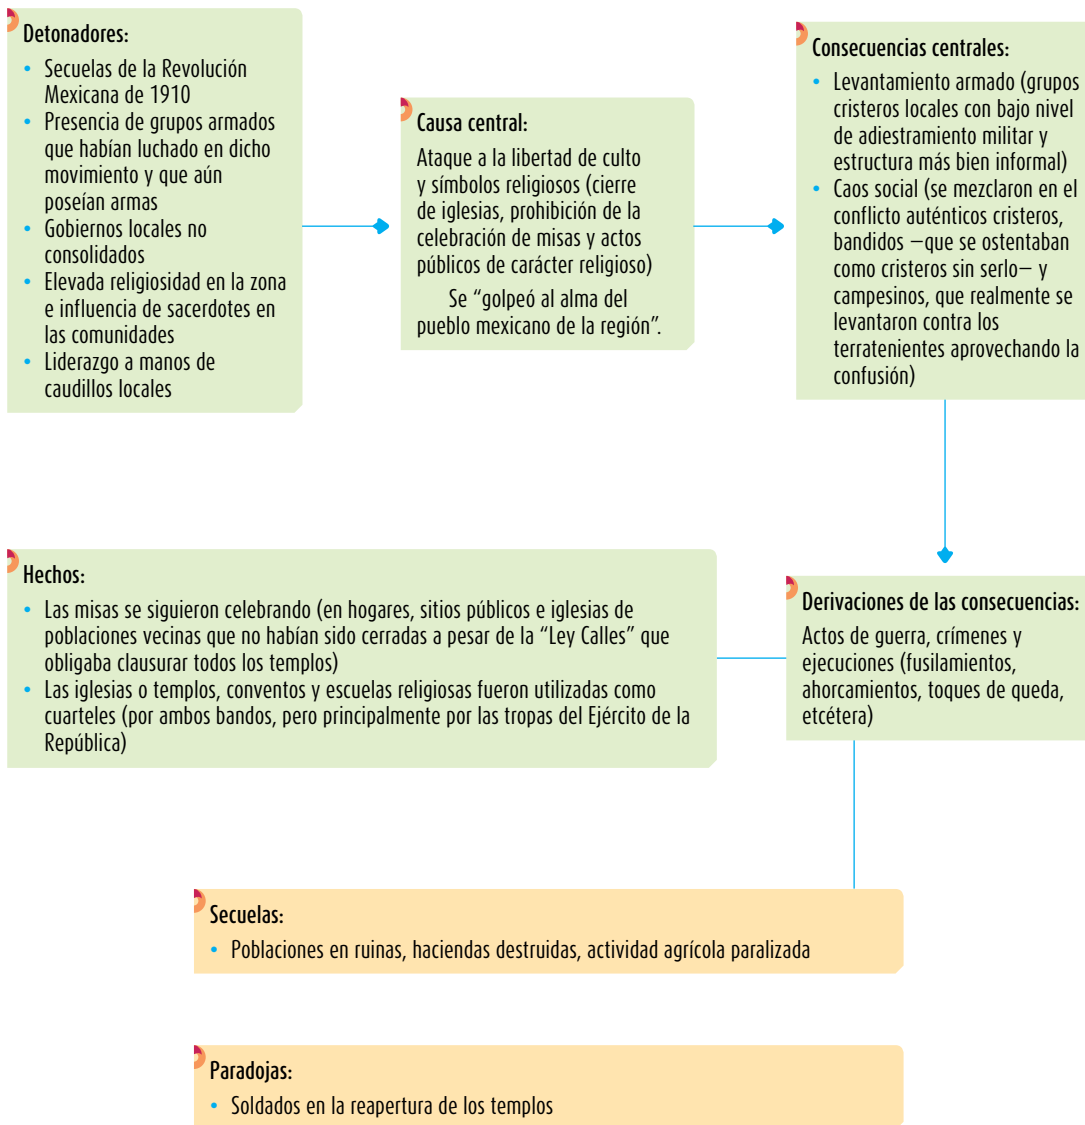 Detonadores:
• Secuelas de la Revolución
Mexicana de 1910
• Presencia de grupos armados
que habían luchado en dicho
movimiento y que aún
poseían armas
• Gobiernos locales no
consolidados
• Elevada religiosidad en la zona
e influencia de sacerdotes en
las comunidades
• Liderazgo a manos de
caudillos locales
Causa central:
Ataque a la libertad de culto
y símbolos religiosos (cierre
de iglesias, prohibición de la
celebración de misas y actos
públicos de carácter religioso)
Se “golpeó al alma del
pueblo mexicano de la región”.
Consecuencias centrales:
• Levantamiento armado (grupos
cristeros locales con bajo nivel
de adiestramiento militar y
estructura más bien informal)
• Caos social (se mezclaron en el
conflicto auténticos cristeros,
bandidos —que se ostentaban
como cristeros sin serlo— y
campesinos, que realmente se
levantaron contra los
terratenientes aprovechando la
confusión)
Hechos:
• Las misas se siguieron celebrando (en hogares, sitios públicos e iglesias de
poblaciones vecinas que no habían sido cerradas a pesar de la “Ley Calles” que
obligaba clausurar todos los templos)
• Las iglesias o templos, conventos y escuelas religiosas fueron utilizadas como
cuarteles (por ambos bandos, pero principalmente por las tropas del Ejército de la
República)
Derivaciones de las consecuencias:
Actos de guerra, crímenes y
ejecuciones (fusilamientos,
ahorcamientos, toques de queda,
etcétera)
Secuelas:
• Poblaciones en ruinas, haciendas destruidas, actividad agrícola paralizada
Paradojas:
• Soldados en la reapertura de los templos